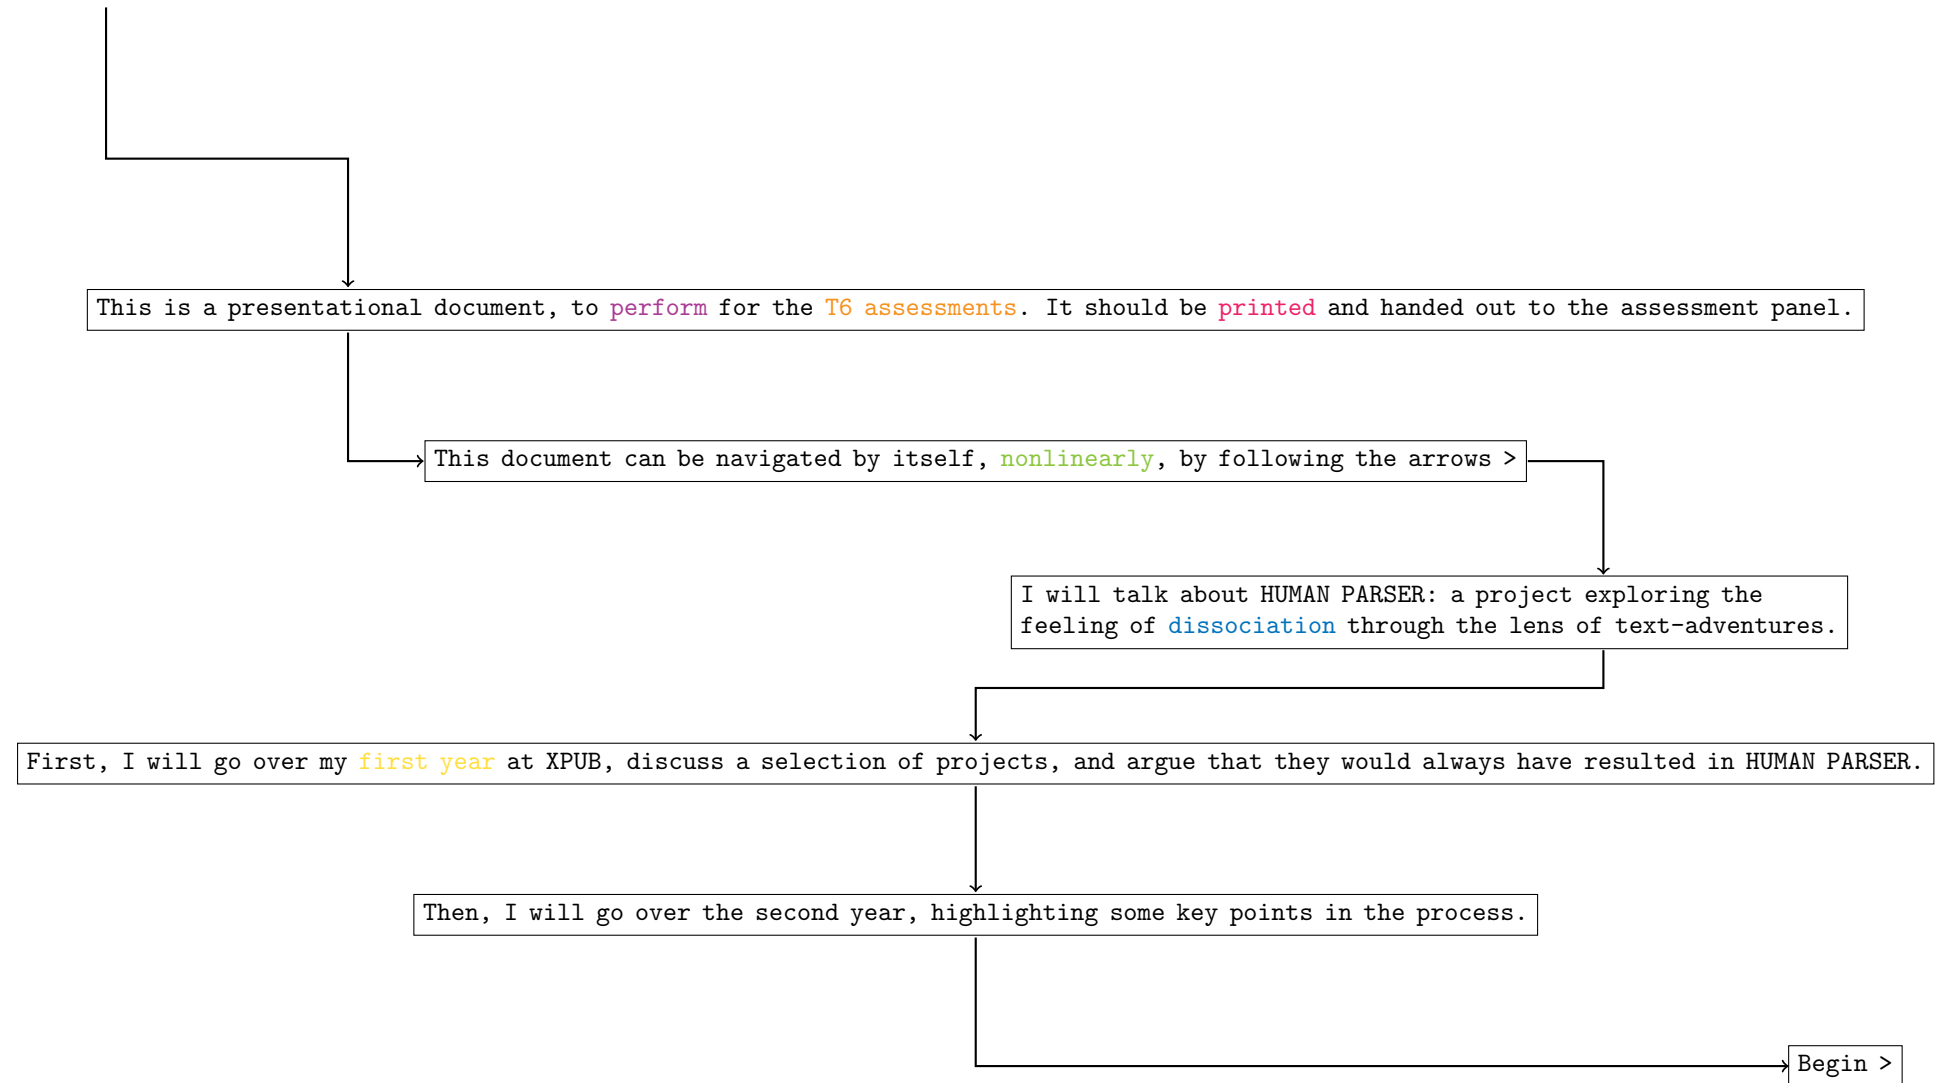 This is a presentational document, to perform for the T6 assessments. It should be printed and handed out to the assessment panel.
This document can be navigated by itself, nonlinearly, by following the arrows >
I will talk about HUMAN PARSER: a project exploring the
feeling of dissociation through the lens of text-adventures.
First, I will go over my first year at XPUB, discuss a selection of projects, and argue that they would always have resulted in HUMAN PARSER.
Then, I will go over the second year, highlighting some key points in the process.
Begin >